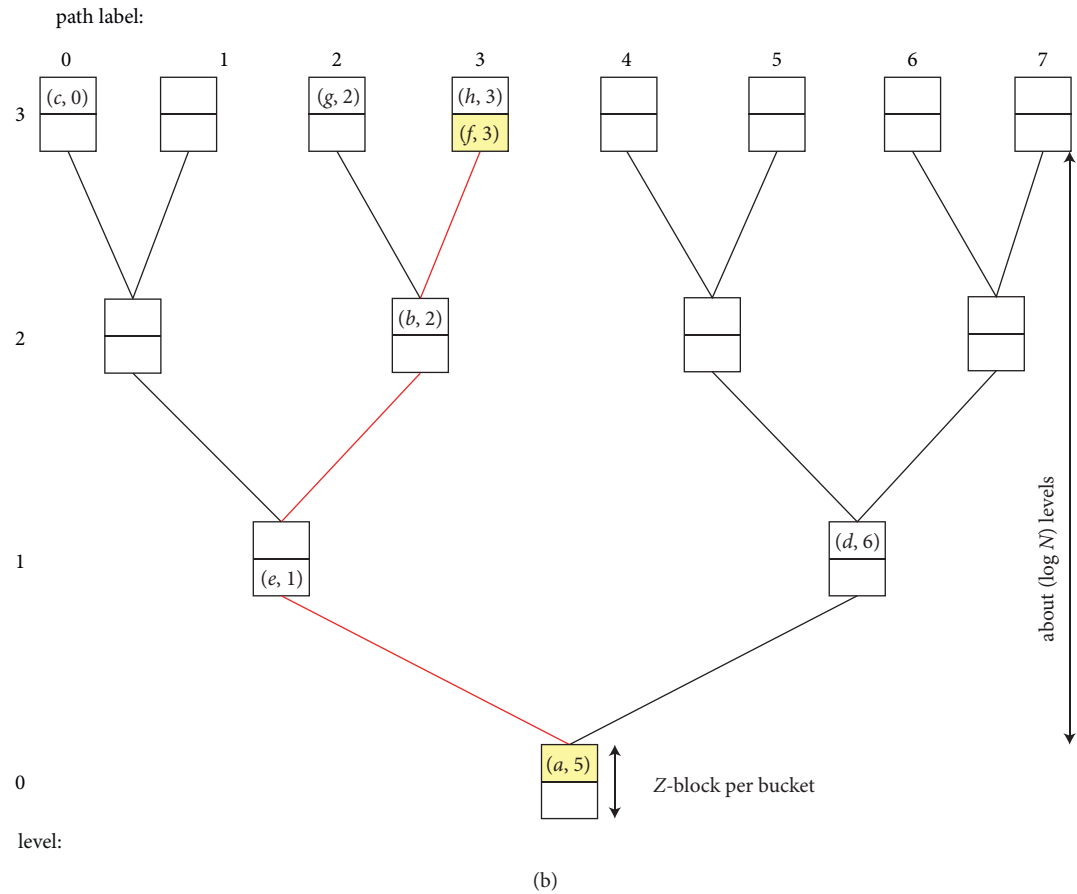 path label:
0 1 2 3 4 5 6 7
3
(c, 0) (g, 2) (h, 3)
(f, 3)
2
(b, 2)
1
(d, 6)
(e, 1)
about (log N) levels
0
(a, 5)
Z-block per bucket
level:
(b)